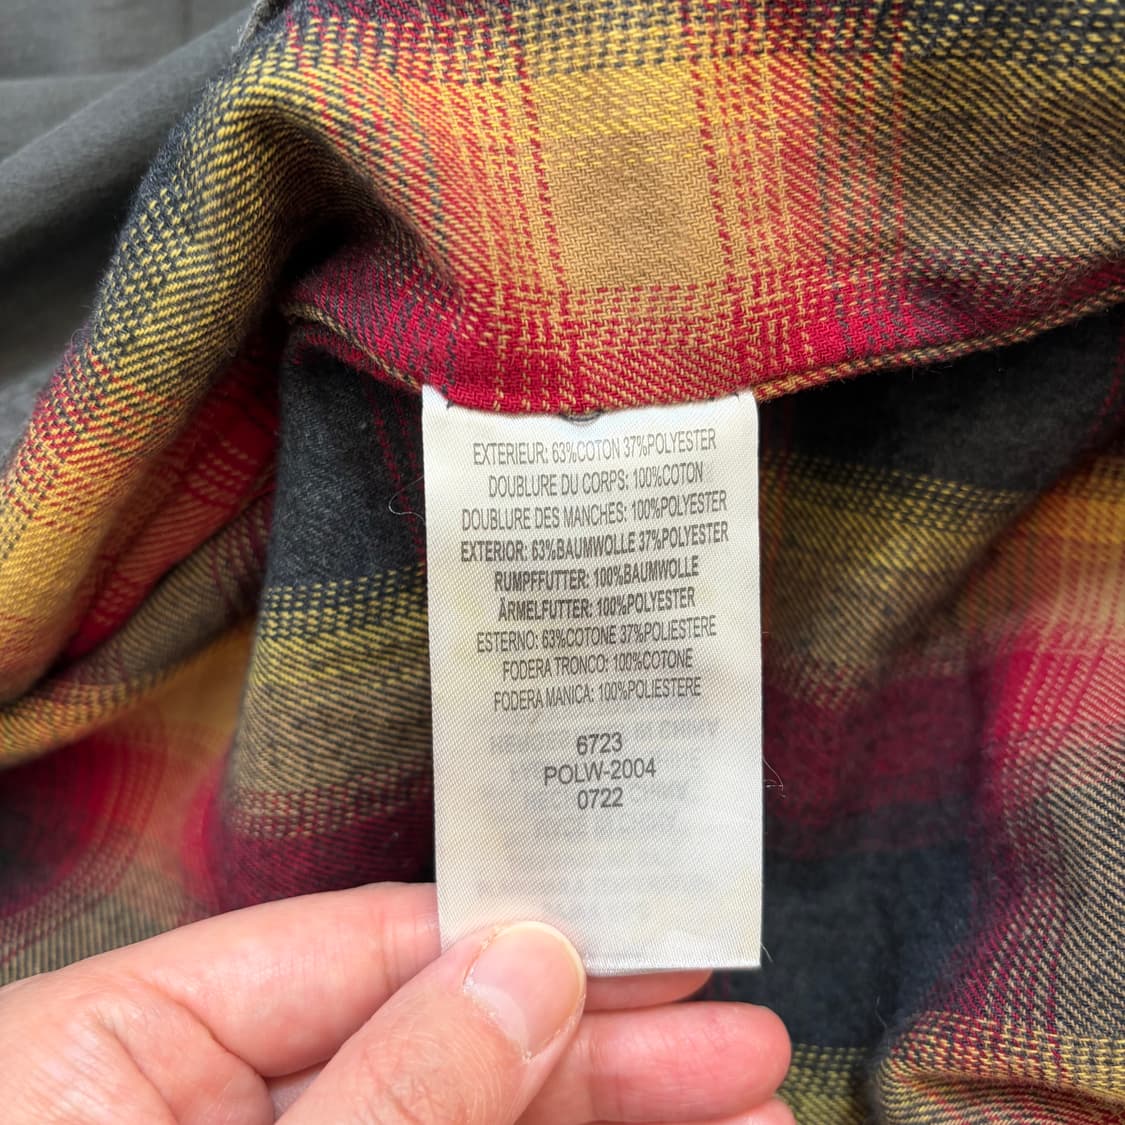 EXTERIEUR: 63%COTON 37%POLYESTER
DOUBLURE DU CORPS: 100%COTON
DOUBLURE DES MANCHES: 100%POLYESTER
EXTERIOR: 63%BAUMWOLLE 37%POLYESTER
RUMPFFUTTER: 100%BAUMWOLLE
ÄRMELFUTTER: 100%POLYESTER
ESTERNO: 63%COTONE 37%POLIESTERE
FODERA TRONCO: 100%COTONE
FODERA MANICA: 100%POLIESTERE
6723
POLW-2004
0722